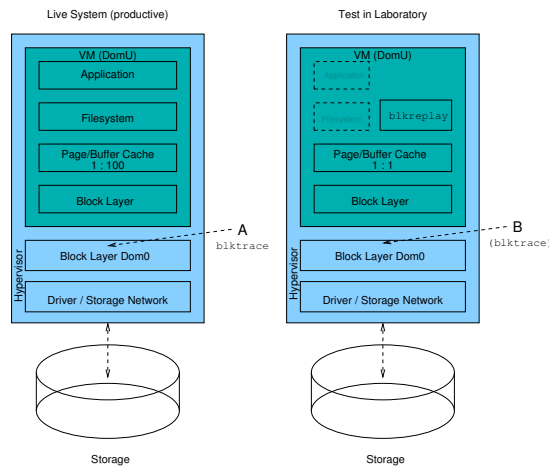 Live System (productive)
VM (DomU)
Application
Filesystem
Page/Buffer Cache
1 : 100
Block Layer
A
blktrace
Block Layer Dom0
Driver / Storage Network
Hypervisor
Storage
Test in Laboratory
VM (DomU)
Application
Filesystem
blkreplay
Page/Buffer Cache
1 : 1
Block Layer
B
(blktrace)
Block Layer Dom0
Driver / Storage Network
Hypervisor
Storage